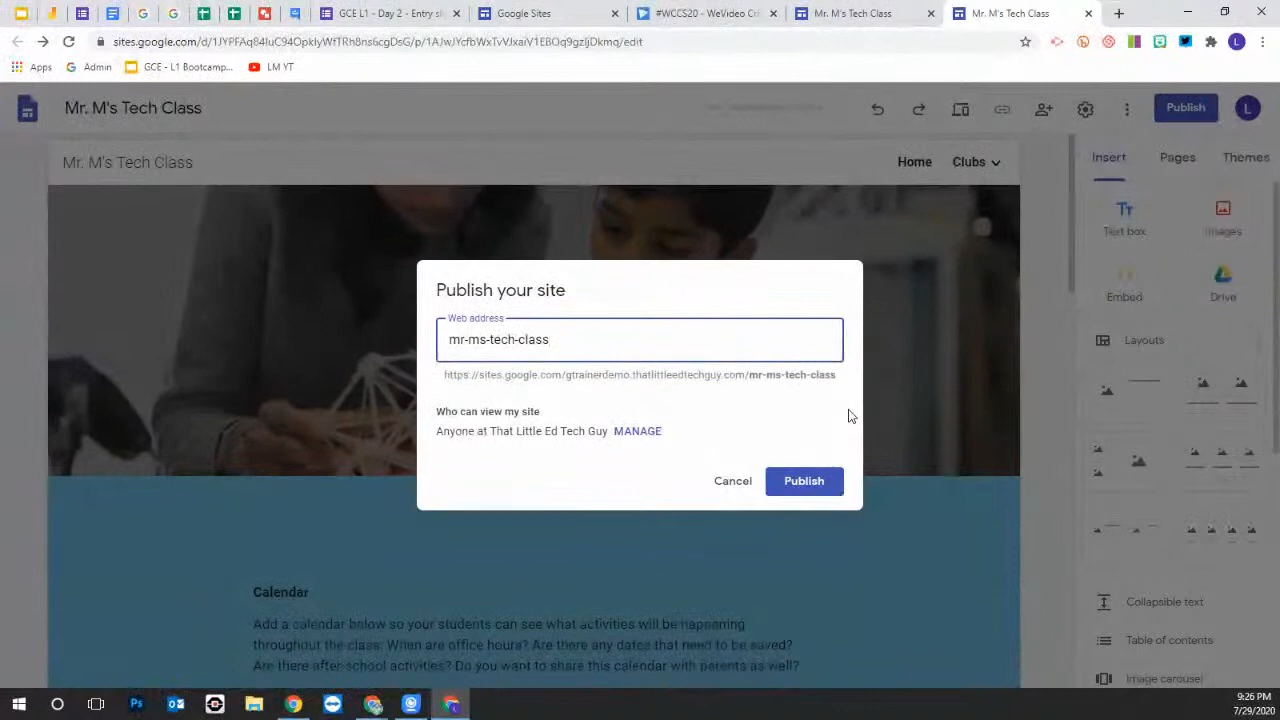 GCE L1 - Day 2 - Entry sl
Google Sites
#WCCS20 - WeVideo Cr
Mr. M's Tech Class
Mr. M's Tech Class
sites.google.com/d/1JYPFAq84IuC94OpkIyWfTRh8ns6cgDsG/p/1AJwJYcfbWxTvVJxarV1EBOq9gzIjDkmq/edit
Apps
Admin
GCE - L1 Bootcamp...
LM YT
Mr. M's Tech Class
Publish
L
Mr. M's Tech Class
Home
Clubs
Insert
Pages
Themes
Text box
Images
Embed
Drive
Layouts
Collapsible text
Table of contents
Image carousel
Publish your site
Web address
mr-ms-tech-class
https://sites.google.com/gtrainerdemo.thatlittleedtechguy.com/mr-ms-tech-class
Who can view my site
Anyone at That Little Ed Tech Guy MANAGE
Cancel
Publish
Calendar
Add a calendar below so your students can see what activities will be happening
throughout the class. When are office hours? Are there any dates that need to be saved?
Are there after-school activities? Do you want to share this calendar with parents as well?
9:26 PM
7/29/2020